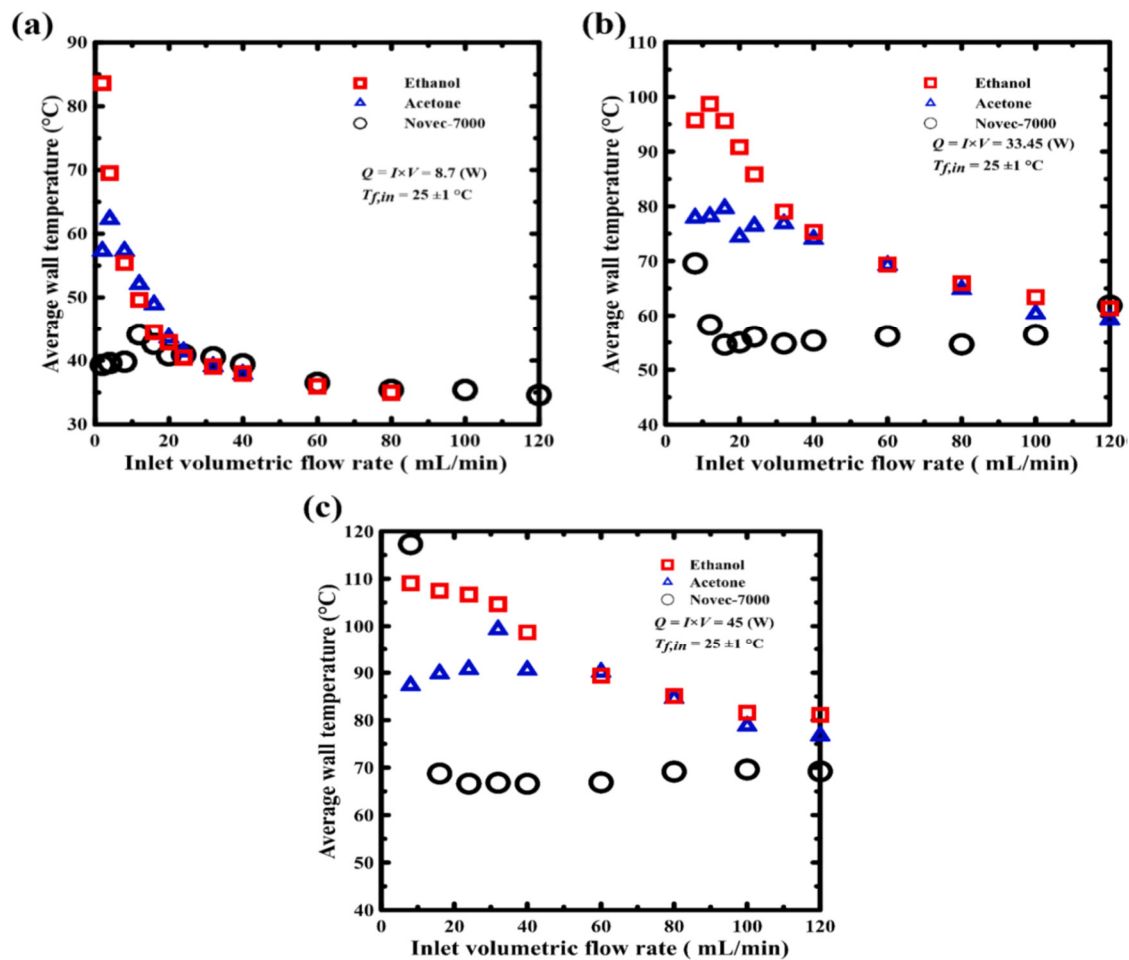 (a)
90
80
70
60
50
40
30
Average wall temperature (°C)
Ethanol
Acetone
Novec-7000
Q = I×V = 8.7 (W)
Tf,in = 25 ±1 °C
0 20 40 60 80 100 120
Inlet volumetric flow rate ( mL/min)
(b)
110
100
90
80
70
60
50
40
Average wall temperature (°C)
Ethanol
Acetone
Novec-7000
Q = I×V = 33.45 (W)
Tf,in = 25 ±1 °C
0 20 40 60 80 100 120
Inlet volumetric flow rate ( mL/min)
(c)
120
110
100
90
80
70
60
50
40
Average wall temperature (°C)
Ethanol
Acetone
Novec-7000
Q = I×V = 45 (W)
Tf,in = 25 ±1 °C
0 20 40 60 80 100 120
Inlet volumetric flow rate ( mL/min)